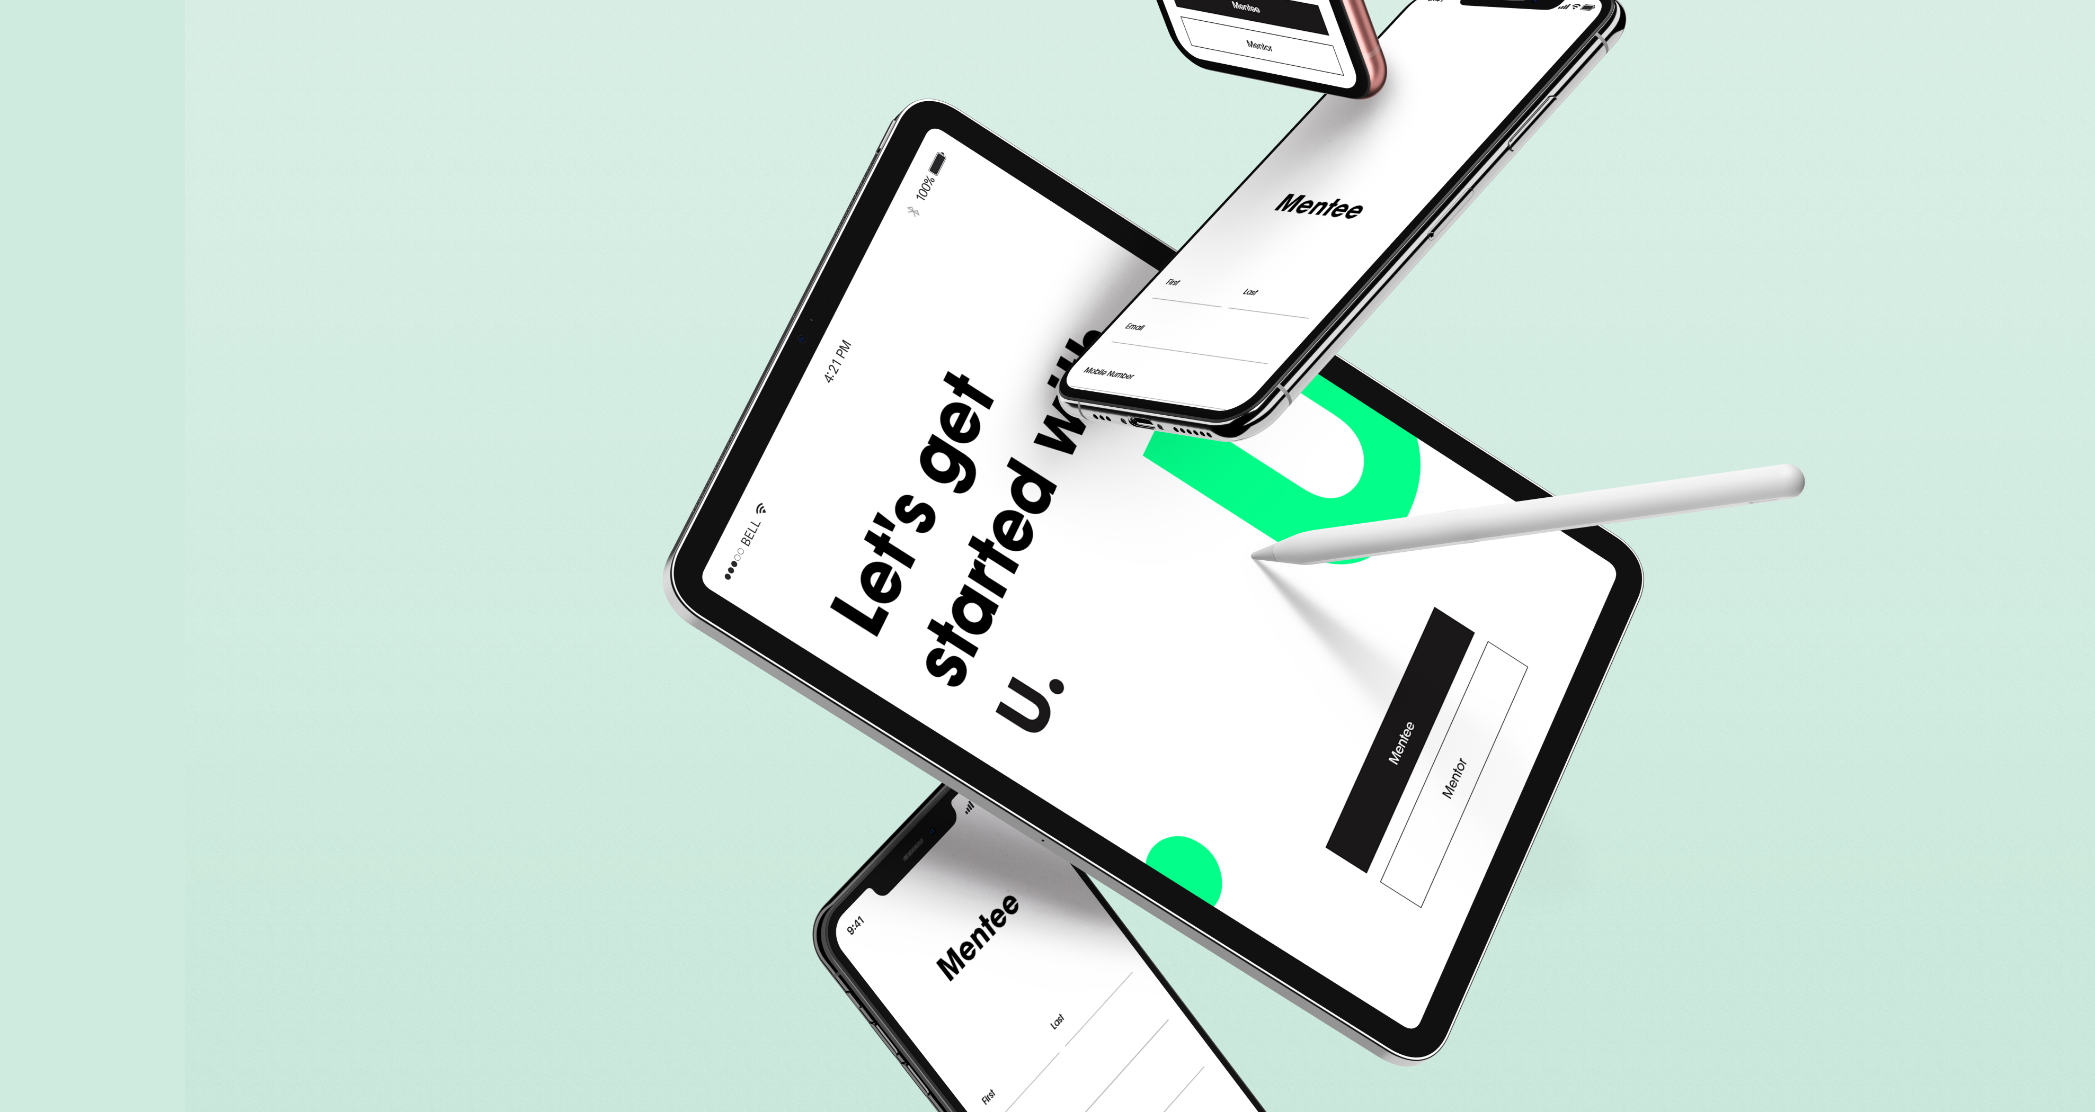 Mentee
Mentor
Mentee
First
Last
Email
Mobile Number
BELL
4:21 PM
100%
Let's get
started with
U.
Mentee
Mentor
9:41
Mentee
First
Last